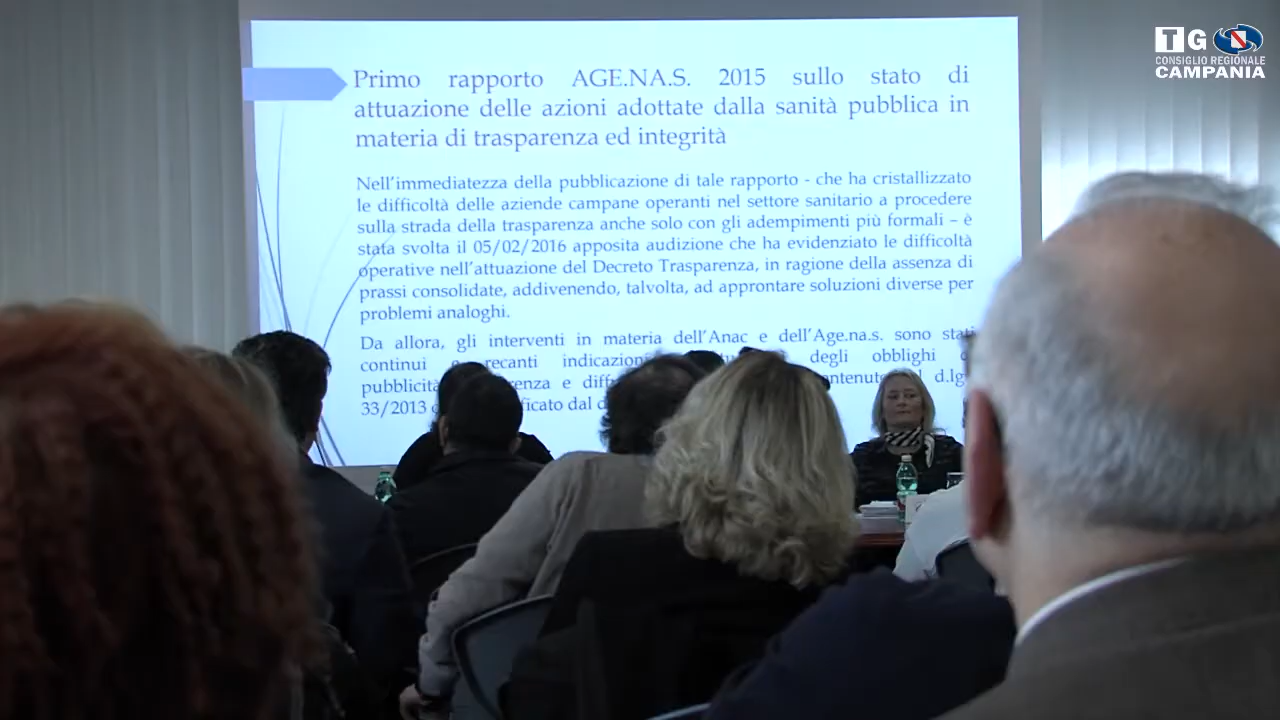 TG
CONSIGLIO REGIONALE
CAMPANIA
Primo rapporto AGE.NA.S. 2015 sullo stato di
attuazione delle azioni adottate dalla sanità pubblica in
materia di trasparenza ed integrità
Nell'immediatezza della pubblicazione di tale rapporto - che ha cristallizzato
le difficoltà delle aziende campane operanti nel settore sanitario a procedere
sulla strada della trasparenza anche solo con gli adempimenti più formali – è
stata svolta il 05/02/2016 apposita audizione che ha evidenziato le difficoltà
operative nell'attuazione del Decreto Trasparenza, in ragione della assenza di
prassi consolidate, addivenendo, talvolta, ad approntare soluzioni diverse per
problemi analoghi.
Da allora, gli interventi in materia dell'Anac e dell'Age.na.s. sono stati
continui e recanti indicazioni degli obblighi
pubblicità e d.lgs
33/2013 dal